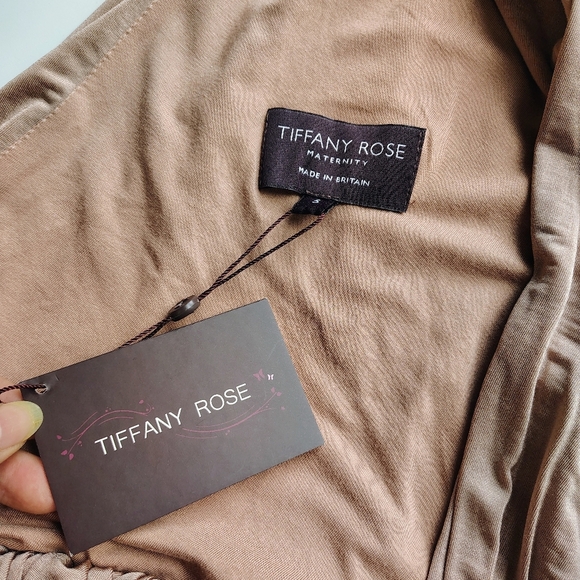 TIFFANY ROSE
MATERNITY
MADE IN BRITAIN
S
TIFFANY ROSE